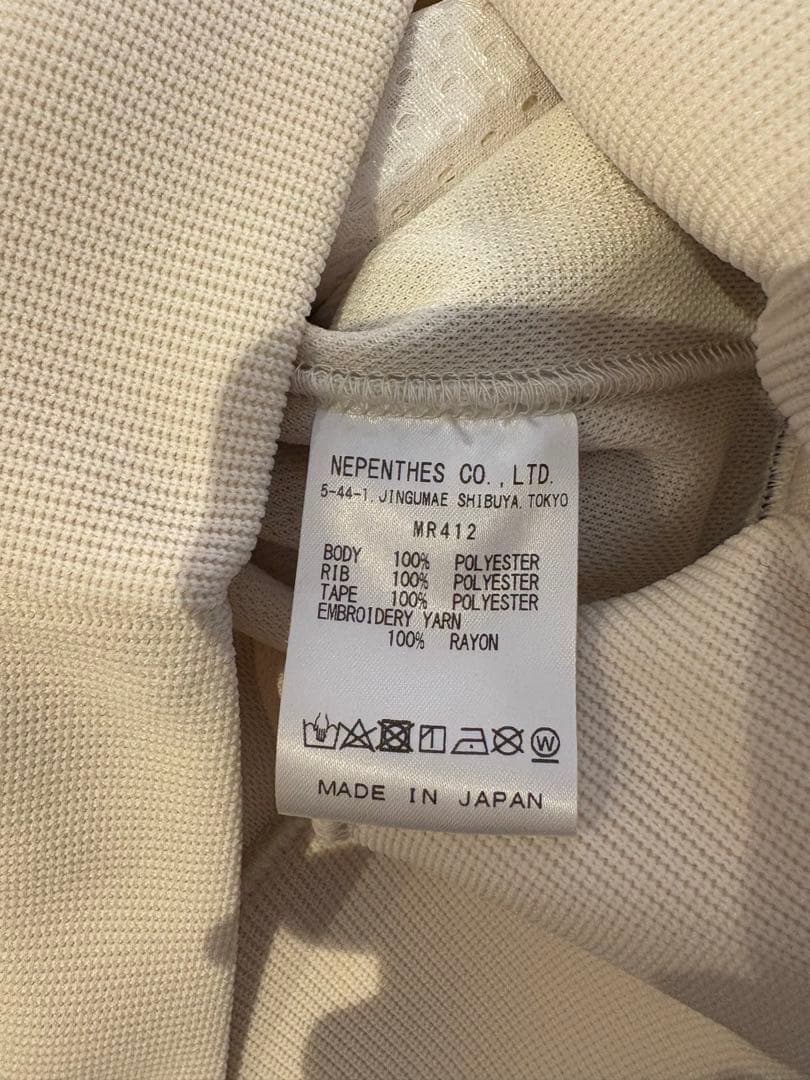 NEPENTHES CO., LTD.
5-44-1, JINGUMAE SHIBUYA, TOKYO
MR412
BODY 100% POLYESTER
RIB 100% POLYESTER
TAPE 100% POLYESTER
EMBROIDERY YARN
100% RAYON
W
MADE IN JAPAN